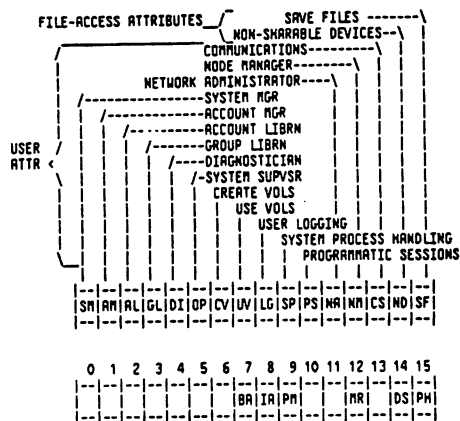 FILE-ACCESS ATTRIBUTES
SAVE FILES
NON-SHARABLE DEVICES
COMMUNICATIONS
NODE MANAGER
NETWORK ADMINISTRATOR
SYSTEM MGR
ACCOUNT MGR
ACCOUNT LIBRN
GROUP LIBRN
DIAGNOSTICIAN
SYSTEM SUPVSR
CREATE VOLS
USE VOLS
USER LOGGING
SYSTEM PROCESS HANDLING
PROGRAMMATIC SESSIONS
USER
ATTR
SM AM AL GL DI OP CV UV LG SP PS NA NM CS ND SF
0 1 2 3 4 5 6 7 8 9 10 11 12 13 14 15
BA IA PM MR DS PH